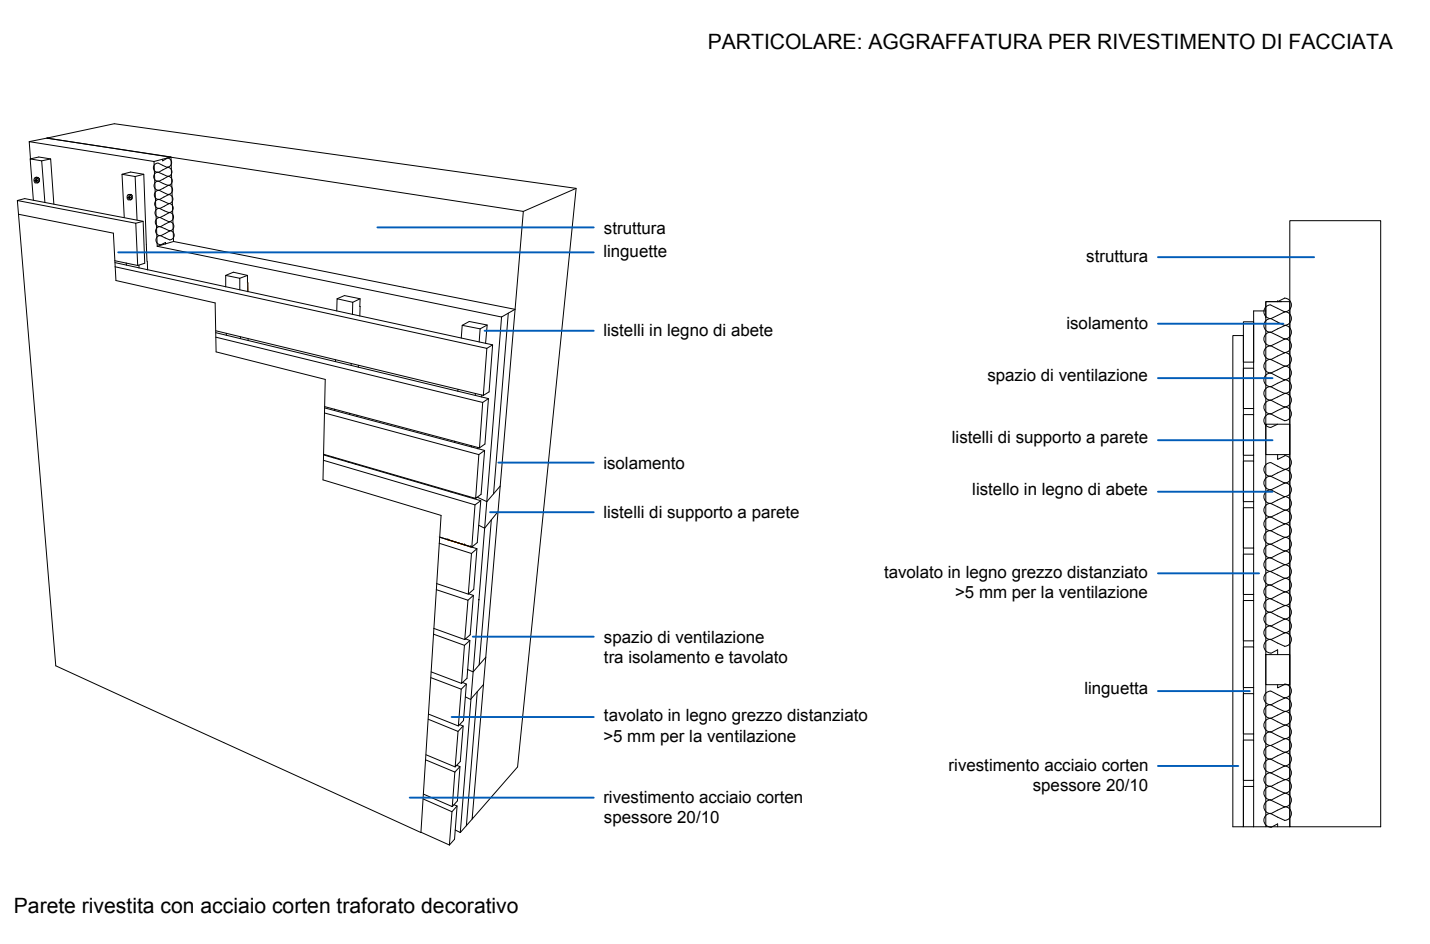 PARTICOLARE: AGGRAFFATURA PER RIVESTIMENTO DI FACCIATA
struttura
linguette
listelli in legno di abete
isolamento
listelli di supporto a parete
spazio di ventilazione
tra isolamento e tavolato
tavolato in legno grezzo distanziato
>5 mm per la ventilazione
rivestimento acciaio corten
spessore 20/10
struttura
isolamento
spazio di ventilazione
listelli di supporto a parete
listello in legno di abete
tavolato in legno grezzo distanziato
>5 mm per la ventilazione
linguetta
rivestimento acciaio corten
spessore 20/10
Parete rivestita con acciaio corten traforato decorativo